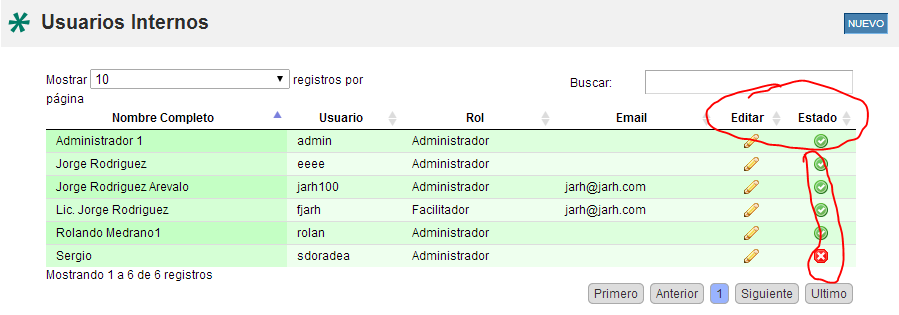 Usuarios Internos
NUEVO
Mostrar 10 registros por página
Buscar:
Nombre Completo Usuario Rol Email Editar Estado
Administrador 1 admin Administrador
Jorge Rodriguez eeee Administrador
Jorge Rodriguez Arevalo jarh100 Administrador jarh@jarh.com
Lic. Jorge Rodriguez fjarh Facilitador jarh@jarh.com
Rolando Medrano1 rolan Administrador
Sergio sdoradea Administrador
Mostrando 1 a 6 de 6 registros
Primero Anterior 1 Siguiente Ultimo